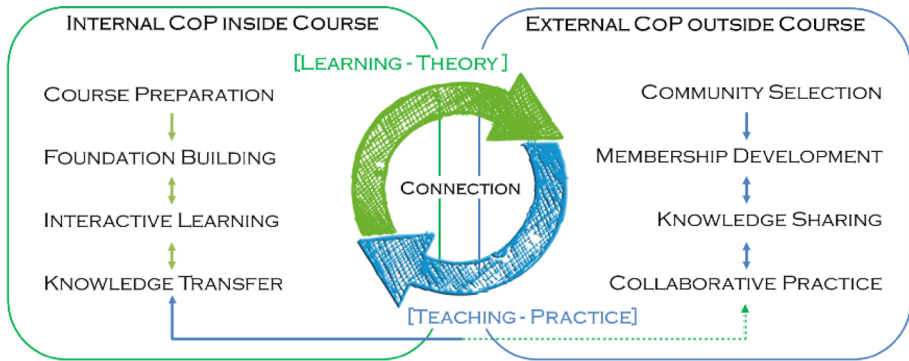 INTERNAL COP INSIDE COURSE
EXTERNAL COP OUTSIDE COURSE
[LEARNING - THEORY]
COURSE PREPARATION
FOUNDATION BUILDING
INTERACTIVE LEARNING
KNOWLEDGE TRANSFER
CONNECTION
COMMUNITY SELECTION
MEMBERSHIP DEVELOPMENT
KNOWLEDGE SHARING
COLLABORATIVE PRACTICE
[TEACHING - PRACTICE]